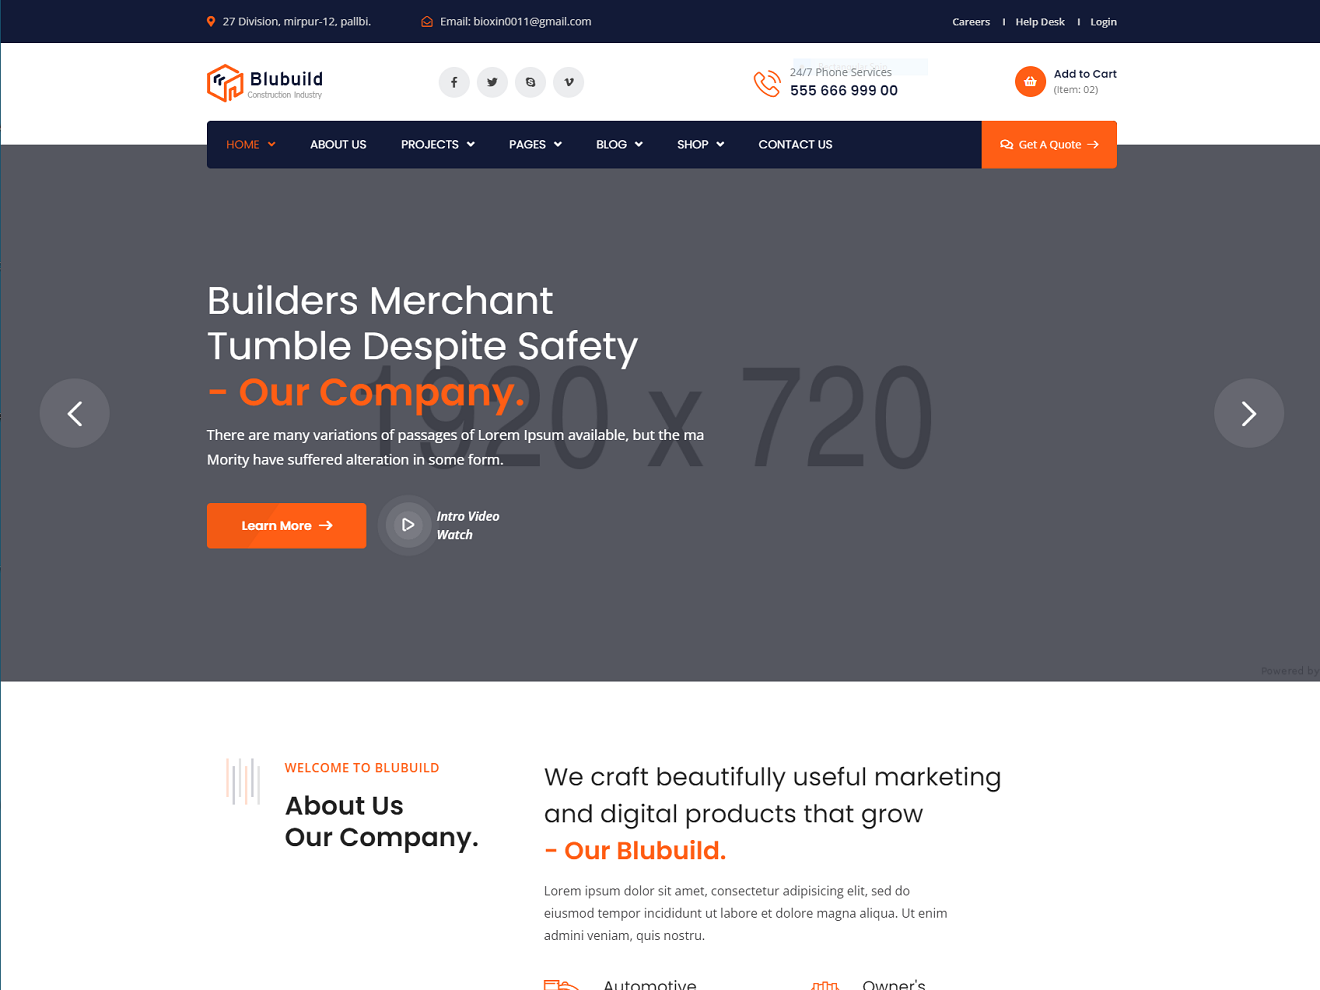 27 Division, mirpur-12, pallbi.
Email: bioxin0011@gmail.com
Careers
Help Desk
Login
Blubuild
Construction Industry
24/7 Phone Services
555 666 999 00
Add to Cart
(Item: 02)
HOME
ABOUT US
PROJECTS
PAGES
BLOG
SHOP
CONTACT US
Get A Quote
Builders Merchant
Tumble Despite Safety
- Our Company.
1920 x 720
There are many variations of passages of Lorem Ipsum available, but the ma
Mority have suffered alteration in some form.
Learn More
Intro Video
Watch
Powered by
WELCOME TO BLUBUILD
About Us
Our Company.
We craft beautifully useful marketing
and digital products that grow
- Our Blubuild.
Lorem ipsum dolor sit amet, consectetur adipisicing elit, sed do
eiusmod tempor incididunt ut labore et dolore magna aliqua. Ut enim
admini veniam, quis nostru.
Automotive
Owner's